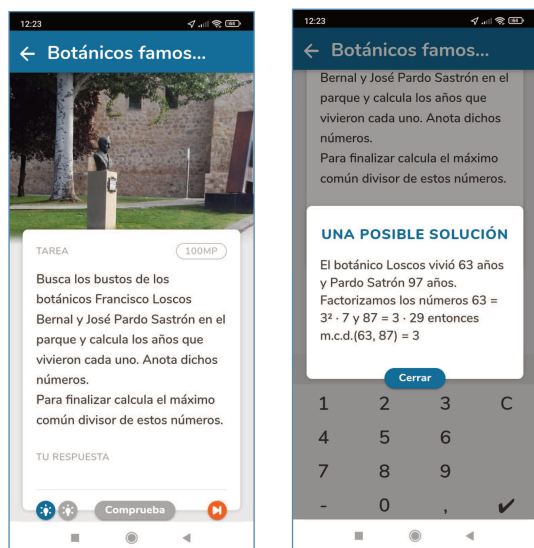 12:23
58
← Botánicos famos...
TAREA
100MP
Busca los bustos de los
botánicos Francisco Loscos
Bernal y José Pardo Sastrón en el
parque y calcula los años que
vivieron cada uno. Anota dichos
números.
Para finalizar calcula el máximo
común divisor de estos números.
TU RESPUESTA
Comprueba
12:23
58
← Botánicos famos...
Bernal y José Pardo Sastrón en el
parque y calcula los años que
vivieron cada uno. Anota dichos
números.
Para finalizar calcula el máximo
común divisor de estos números.
UNA POSIBLE SOLUCIÓN
El botánico Loscos vivió 63 años
y Pardo Satrón 97 años.
Factorizamos los números 63 =
3² · 7 y 87 = 3 · 29 entonces
m.c.d.(63, 87) = 3
Cerrar
1 2 3 C
4 5 6
7 8 9
- 0 , ✔